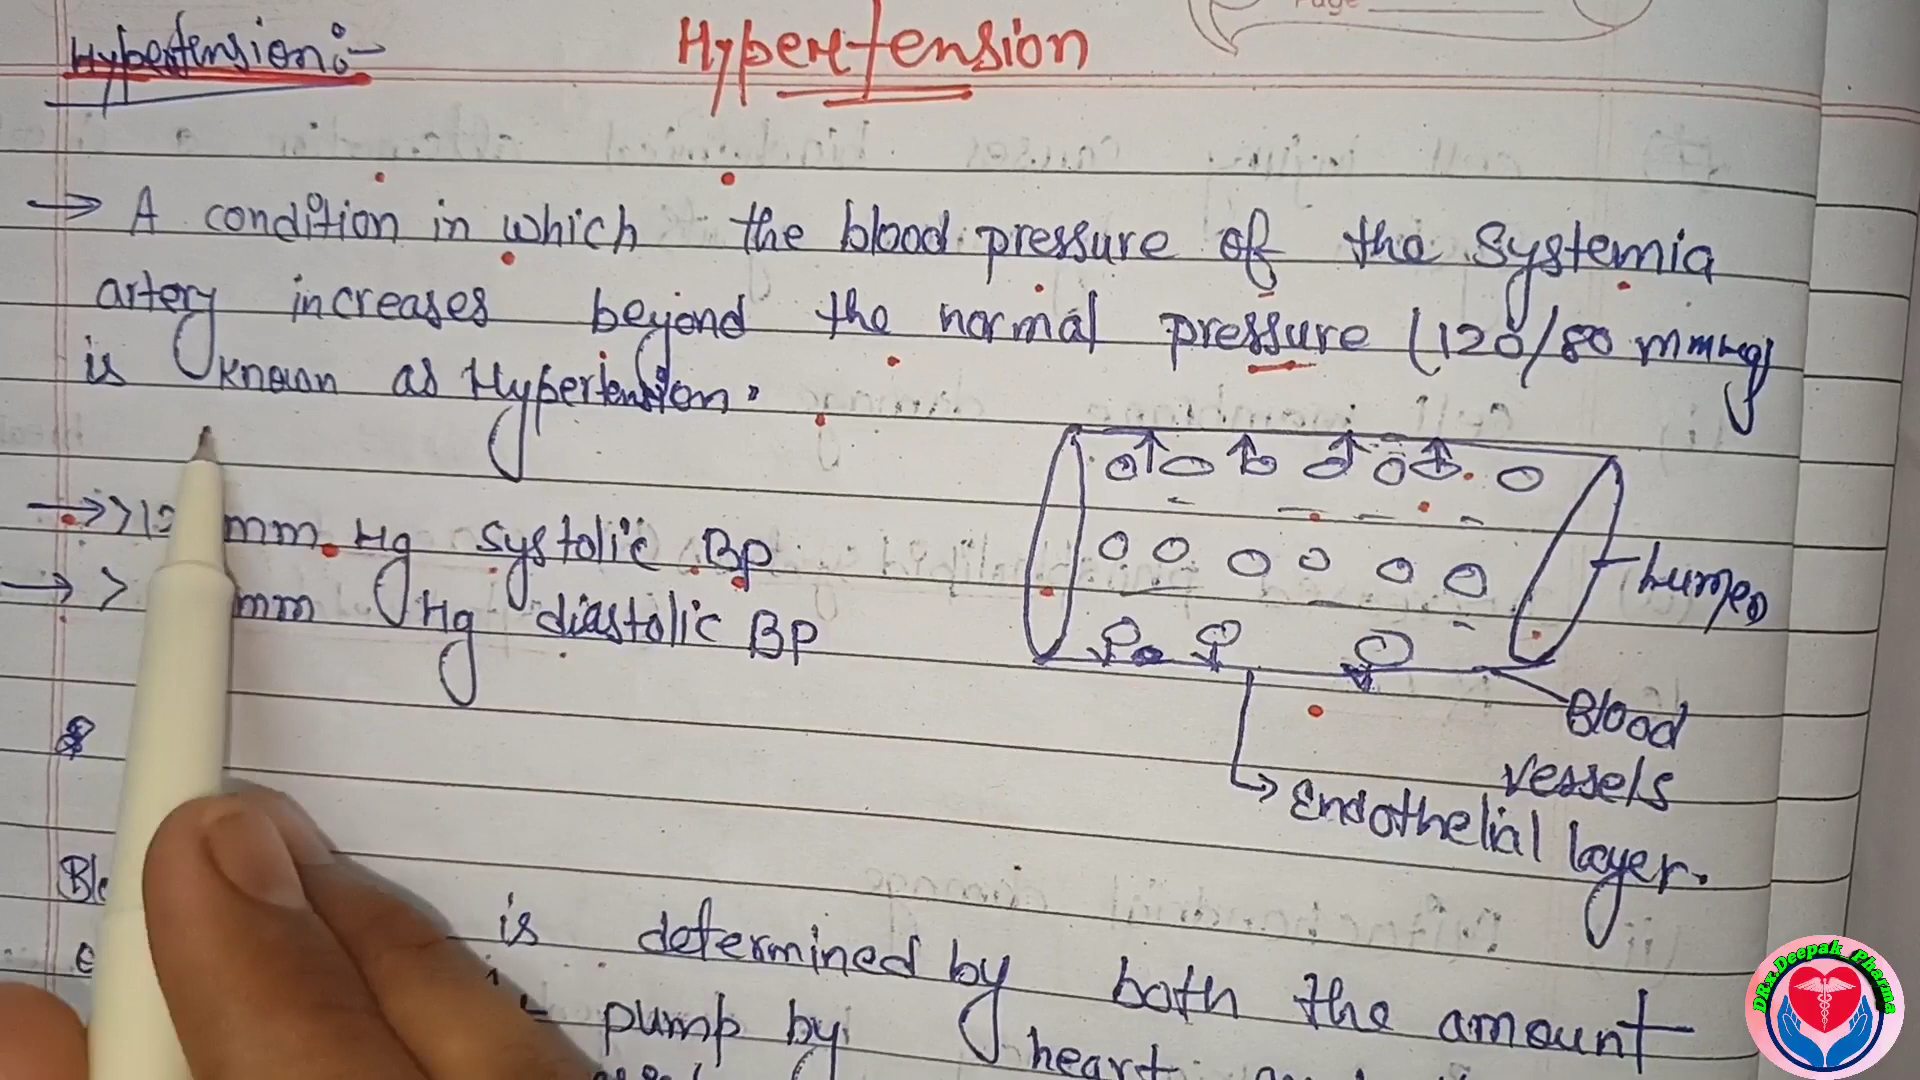 Page
Hypertension:-
Hypertension
→ A condition in which the blood pressure of the systemic
artery increases beyond the normal pressure (120/80 mmHg)
is known as Hypertension.
→ > mm Hg systolic BP
→ > mm Hg diastolic BP
Lumen
Blood
vessels
Endothelial layer.
is determined by both the amount
pump by heart
DRx.Deepak Pharma